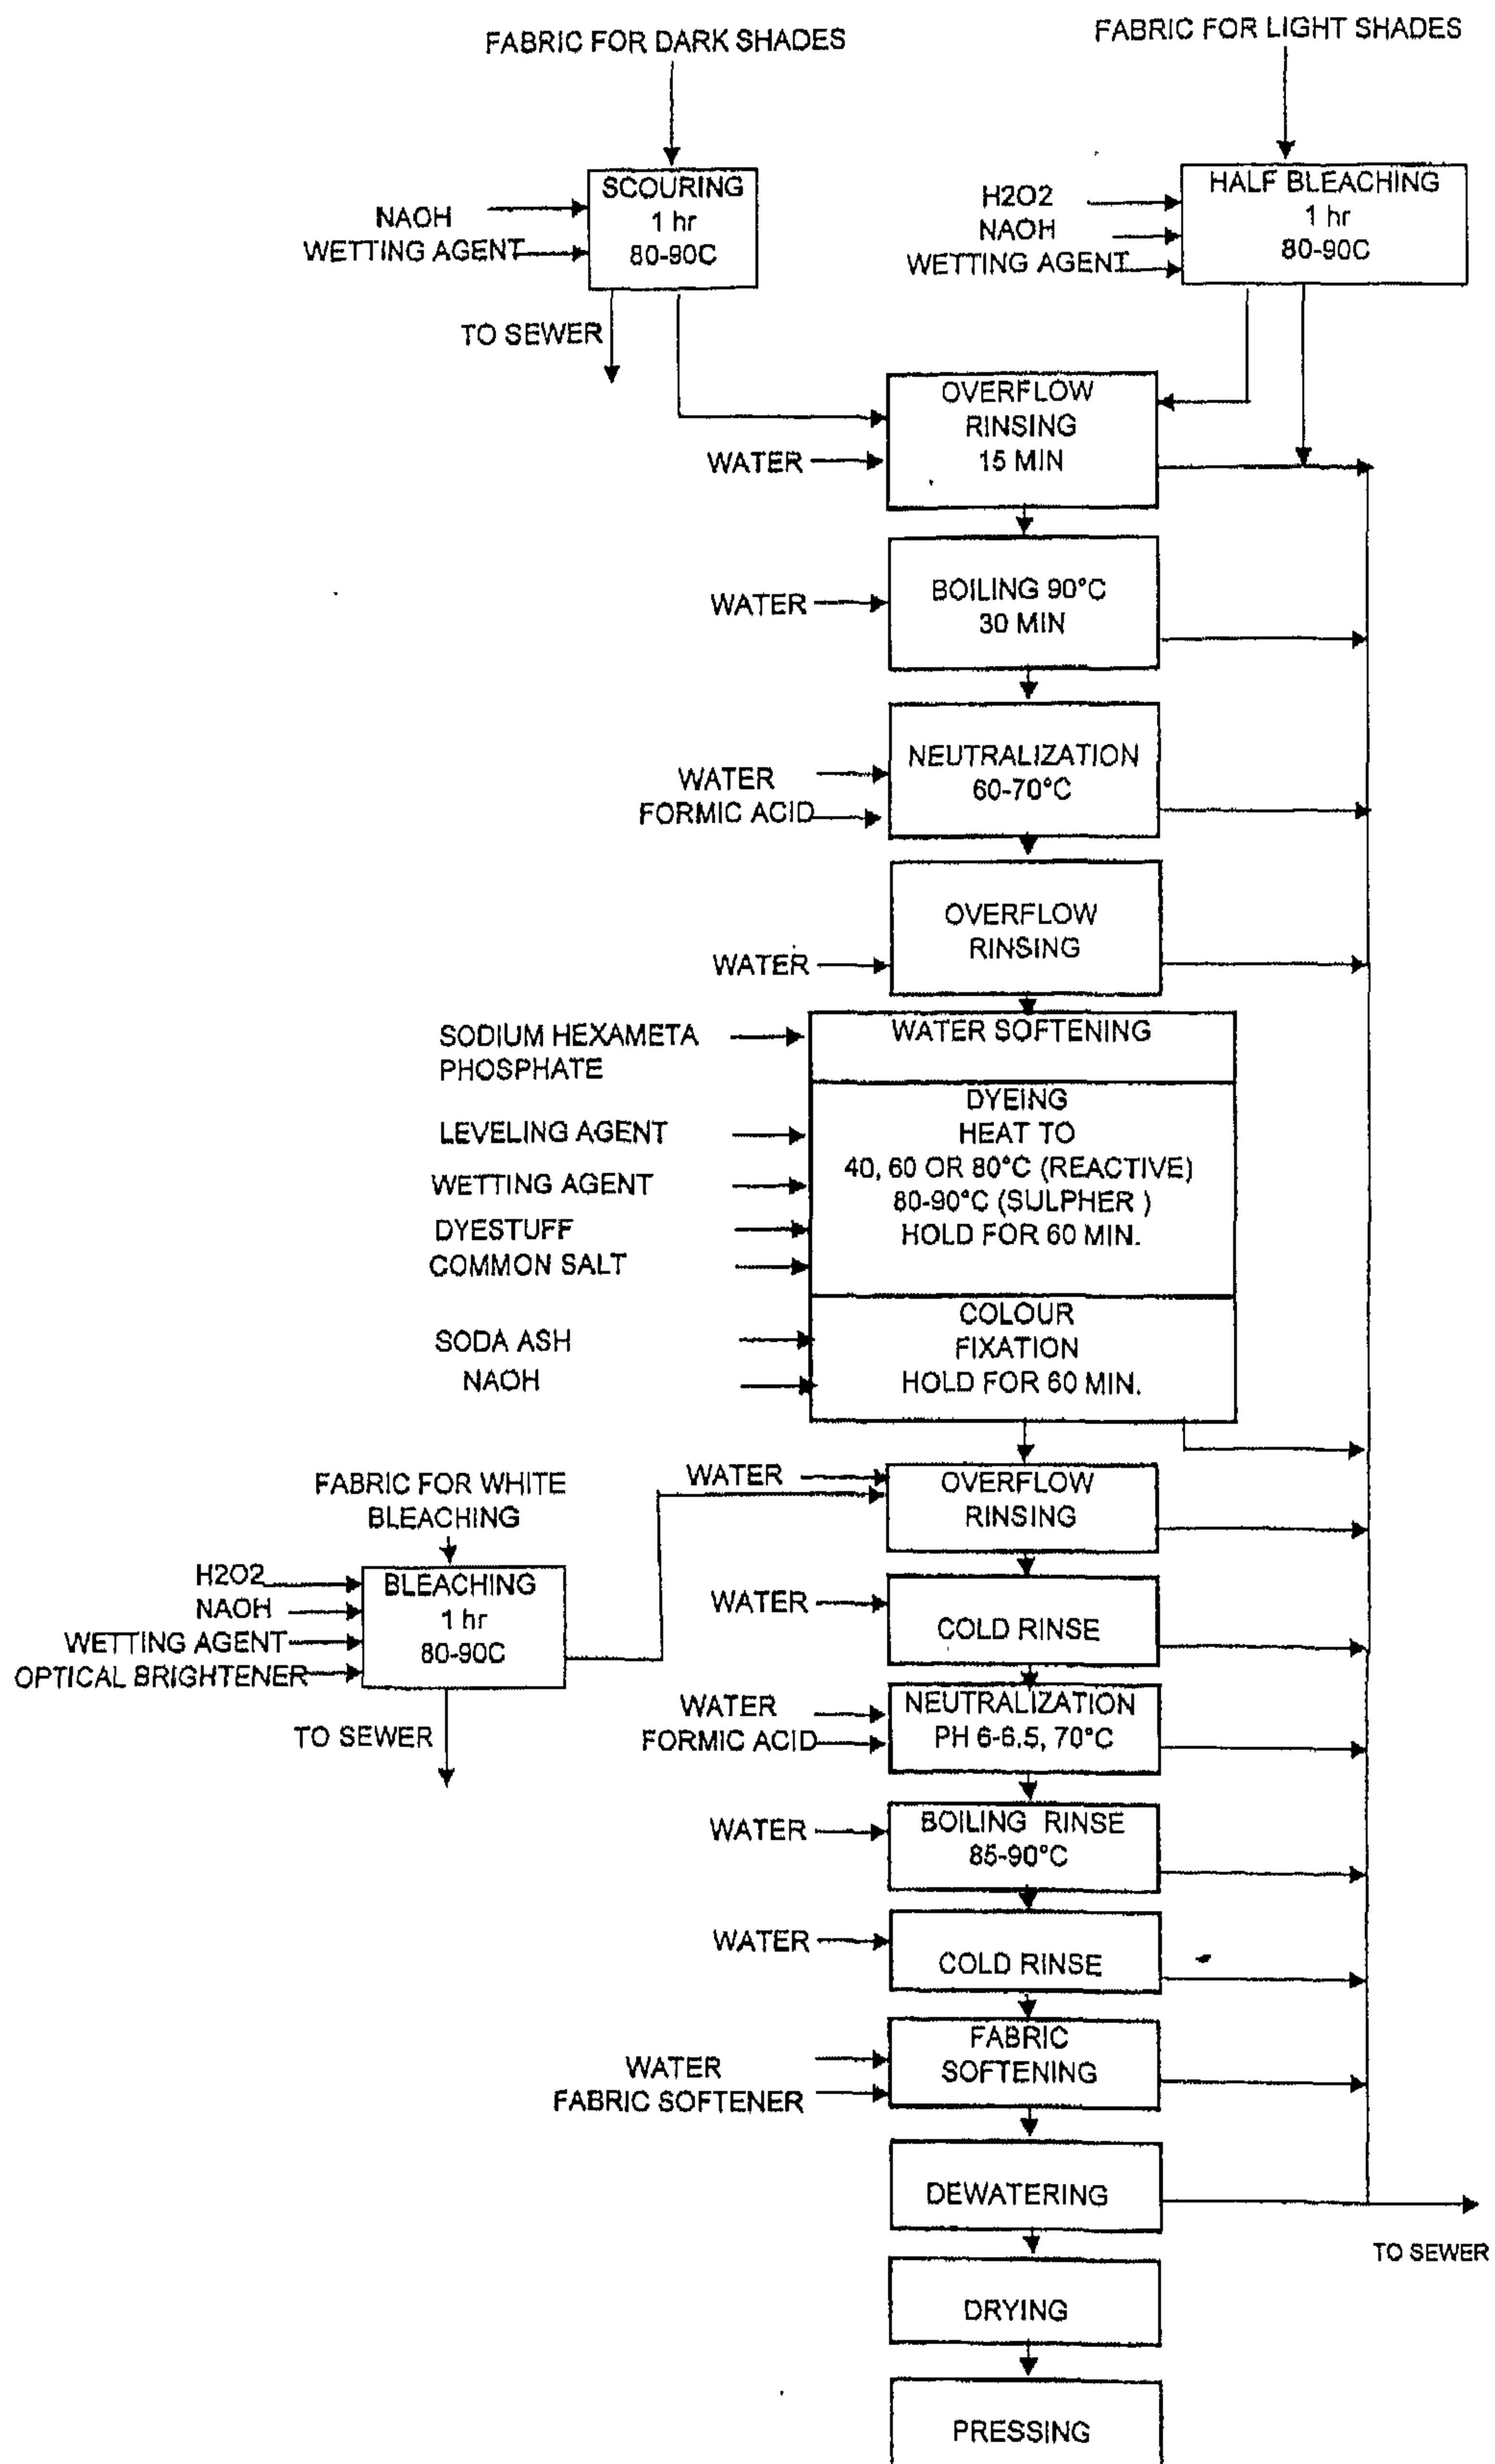 FABRIC FOR DARK SHADES
FABRIC FOR LIGHT SHADES
SCOURING
1 hr
80-90C
NAOH
WETTING AGENT
TO SEWER
HALF BLEACHING
1 hr
80-90C
H2O2
NAOH
WETTING AGENT
OVERFLOW
RINSING
15 MIN
WATER
BOILING 90°C
30 MIN
WATER
NEUTRALIZATION
60-70°C
WATER
FORMIC ACID
OVERFLOW
RINSING
WATER
SODIUM HEXAMETA
PHOSPHATE
WATER SOFTENING
LEVELING AGENT
WETTING AGENT
DYESTUFF
COMMON SALT
DYEING
HEAT TO
40, 60 OR 80°C (REACTIVE)
80-90°C (SULPHER )
HOLD FOR 60 MIN.
SODA ASH
NAOH
COLOUR
FIXATION
HOLD FOR 60 MIN.
FABRIC FOR WHITE
BLEACHING
WATER
OVERFLOW
RINSING
H2O2
NAOH
WETTING AGENT
OPTICAL BRIGHTENER
BLEACHING
1 hr
80-90C
TO SEWER
WATER
COLD RINSE
WATER
FORMIC ACID
NEUTRALIZATION
PH 6-6.5, 70°C
WATER
BOILING RINSE
85-90°C
WATER
COLD RINSE
WATER
FABRIC SOFTENER
FABRIC
SOFTENING
DEWATERING
TO SEWER
DRYING
PRESSING